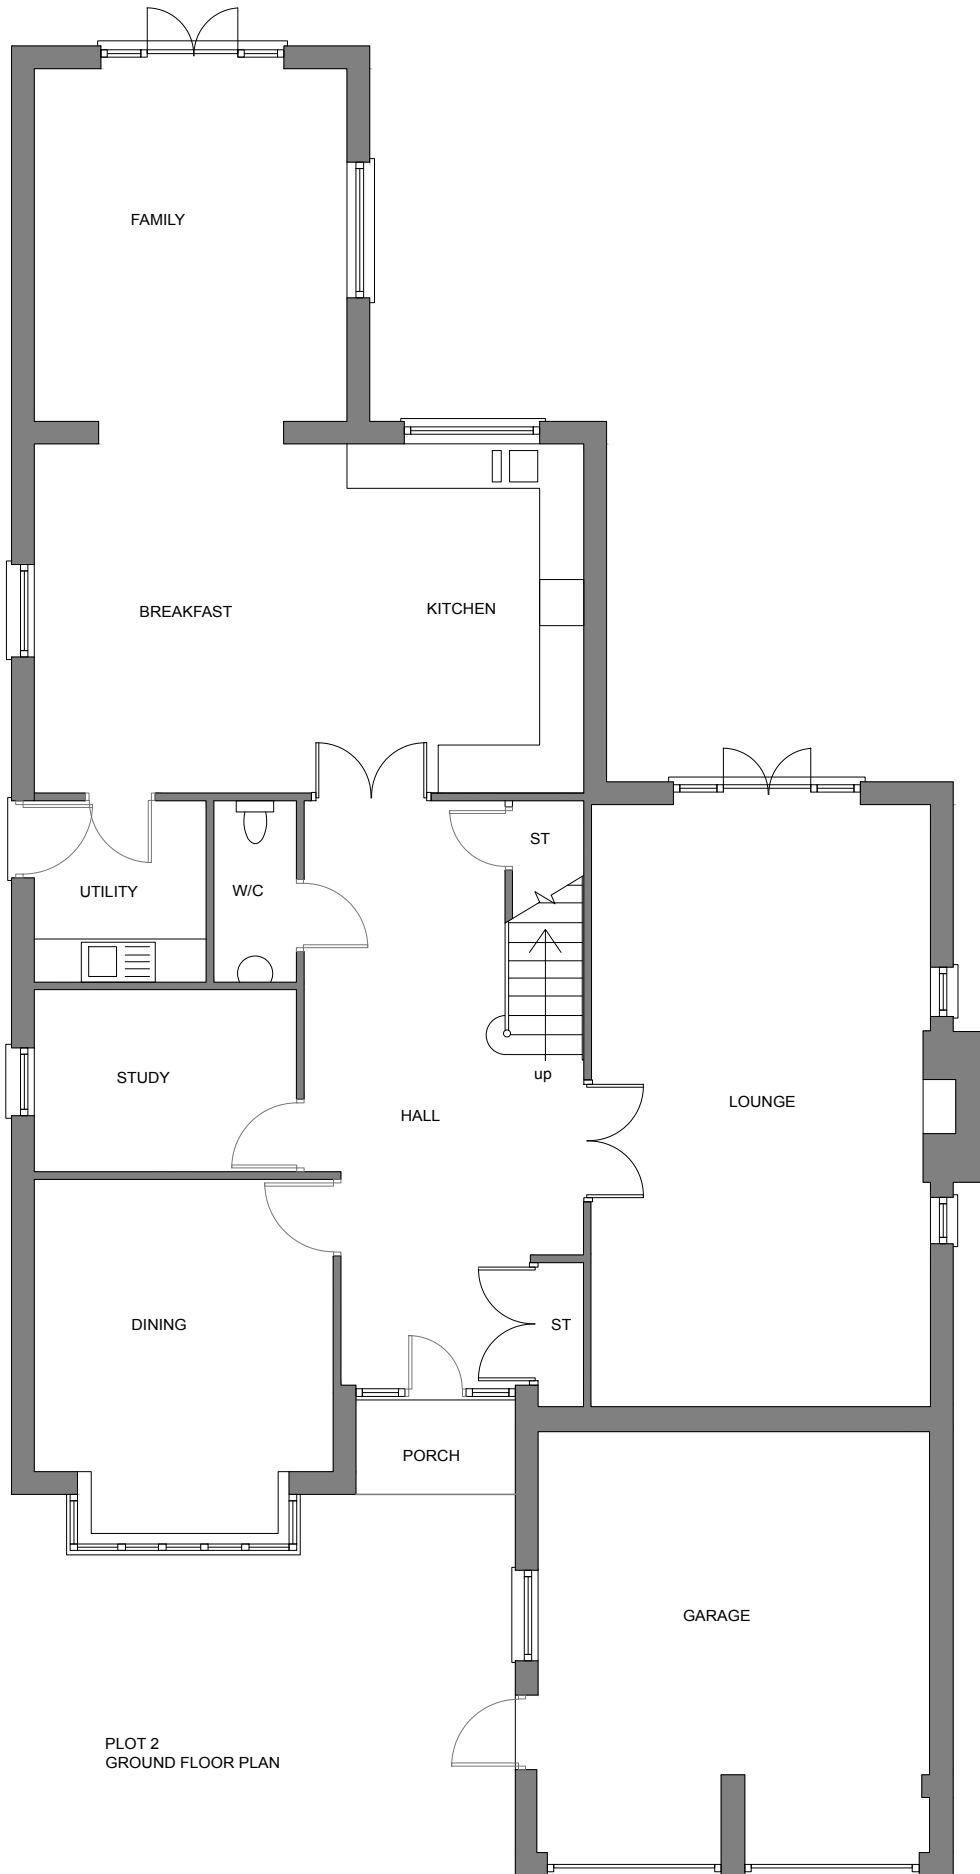 FAMILY
BREAKFAST
KITCHEN
ST
UTILITY
W/C
up
STUDY
LOUNGE
HALL
DINING
ST
PORCH
GARAGE
PLOT 2
GROUND FLOOR PLAN